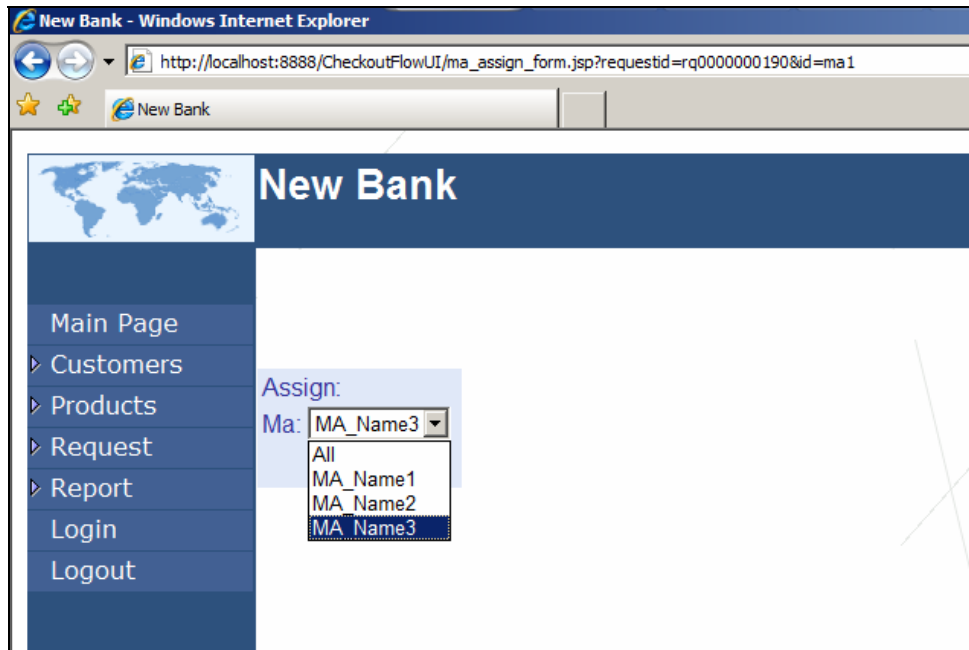 New Bank - Windows Internet Explorer
http://localhost:8888/CheckoutFlowUI/ma_assign_form.jsp?requestid=rq0000000190&id=ma1
New Bank
New Bank
Main Page
Customers
Products
Request
Report
Login
Logout
Assign:
Ma: MA_Name3
All
MA_Name1
MA_Name2
MA_Name3